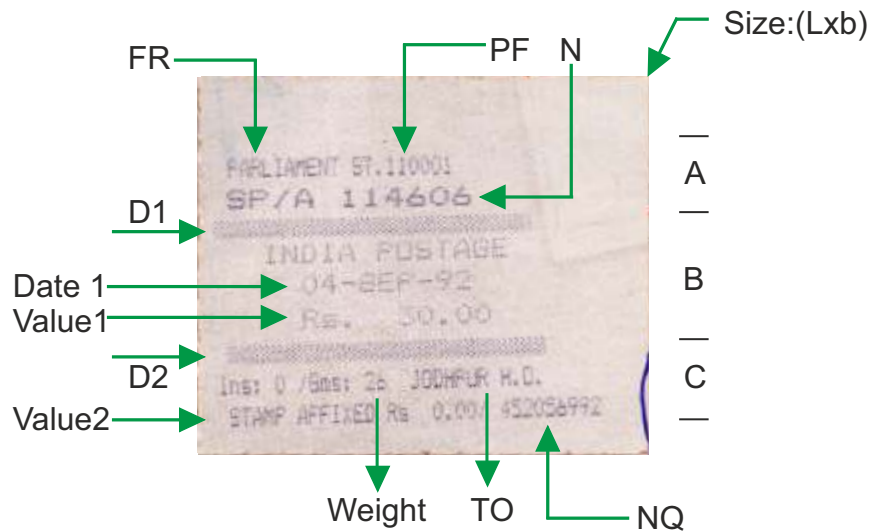 Size:(Lxb)
FR
PF N
PARLIAMENT ST.110001
A
SP/A 114606
D1
INDIA POSTAGE
Date 1
04-SEP-92
B
Value1
Rs. 30.00
D2
Ins: 0 /Gms: 26 JODHPUR H.O.
C
Value2
STAMP AFFIXED Rs 0.00/ 452056992
Weight
TO
NQ